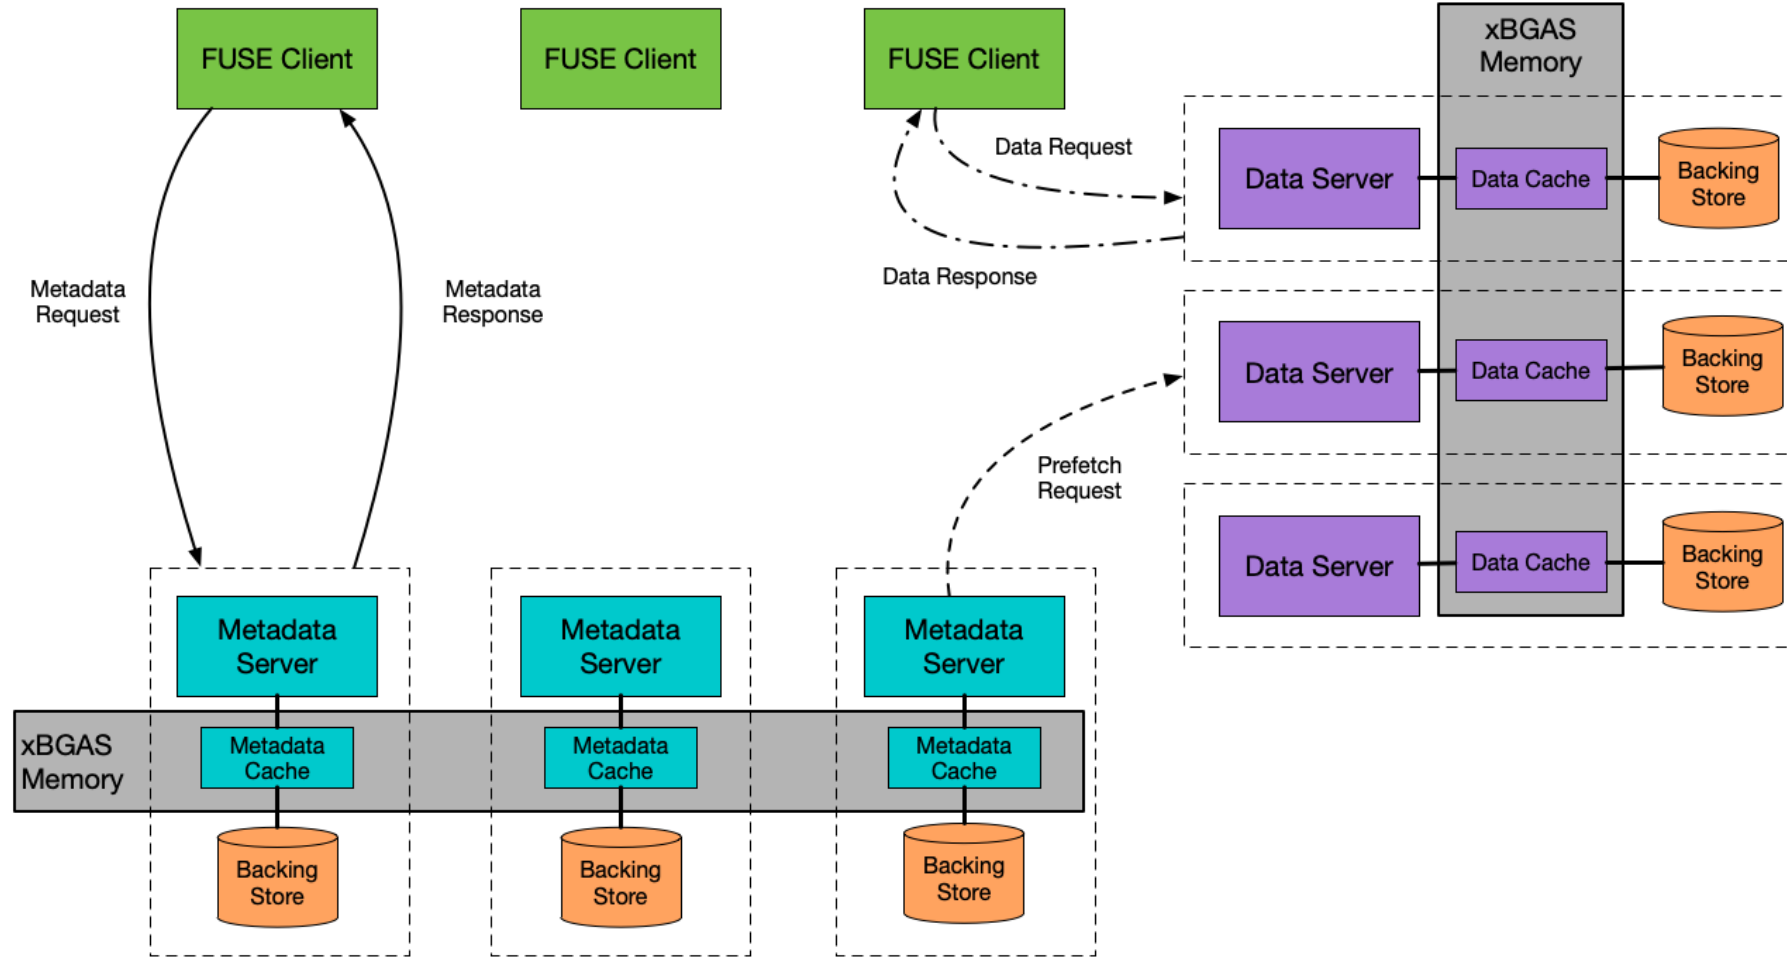 FUSE Client
FUSE Client
FUSE Client
xBGAS
Memory
Data Request
Data Server
Data Cache
Backing
Store
Data Response
Metadata
Request
Metadata
Response
Data Server
Data Cache
Backing
Store
Prefetch
Request
Data Server
Data Cache
Backing
Store
Metadata
Server
Metadata
Server
Metadata
Server
xBGAS
Memory
Metadata
Cache
Metadata
Cache
Metadata
Cache
Backing
Store
Backing
Store
Backing
Store